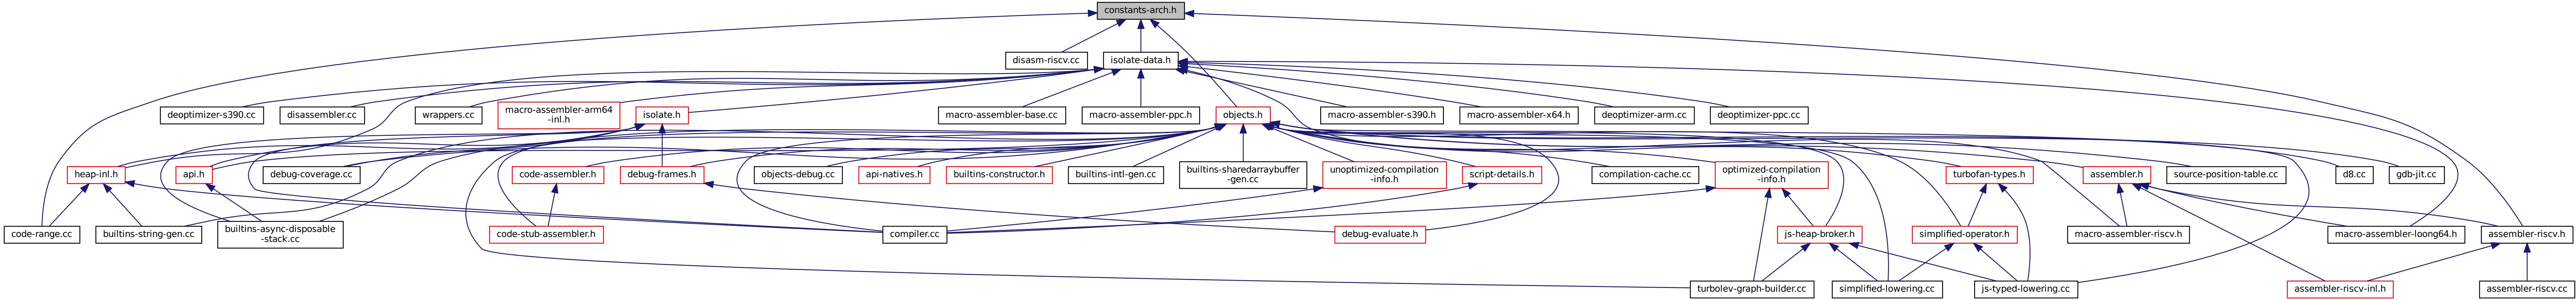 constants-arch.h
disasm-riscv.cc
isolate-data.h
deoptimizer-s390.cc
disassembler.cc
wrappers.cc
macro-assembler-arm64
-inl.h
isolate.h
macro-assembler-base.cc
macro-assembler-ppc.h
objects.h
macro-assembler-s390.h
macro-assembler-x64.h
deoptimizer-arm.cc
deoptimizer-ppc.cc
heap-inl.h
api.h
debug-coverage.cc
code-assembler.h
debug-frames.h
objects-debug.cc
api-natives.h
builtins-constructor.h
builtins-intl-gen.cc
builtins-sharedarraybuffer
-gen.cc
unoptimized-compilation
-info.h
script-details.h
compilation-cache.cc
optimized-compilation
-info.h
turbofan-types.h
assembler.h
source-position-table.cc
d8.cc
gdb-jit.cc
code-range.cc
builtins-string-gen.cc
builtins-async-disposable
-stack.cc
code-stub-assembler.h
compiler.cc
debug-evaluate.h
js-heap-broker.h
simplified-operator.h
macro-assembler-riscv.h
macro-assembler-loong64.h
assembler-riscv.h
turbolev-graph-builder.cc
simplified-lowering.cc
js-typed-lowering.cc
assembler-riscv-inl.h
assembler-riscv.cc